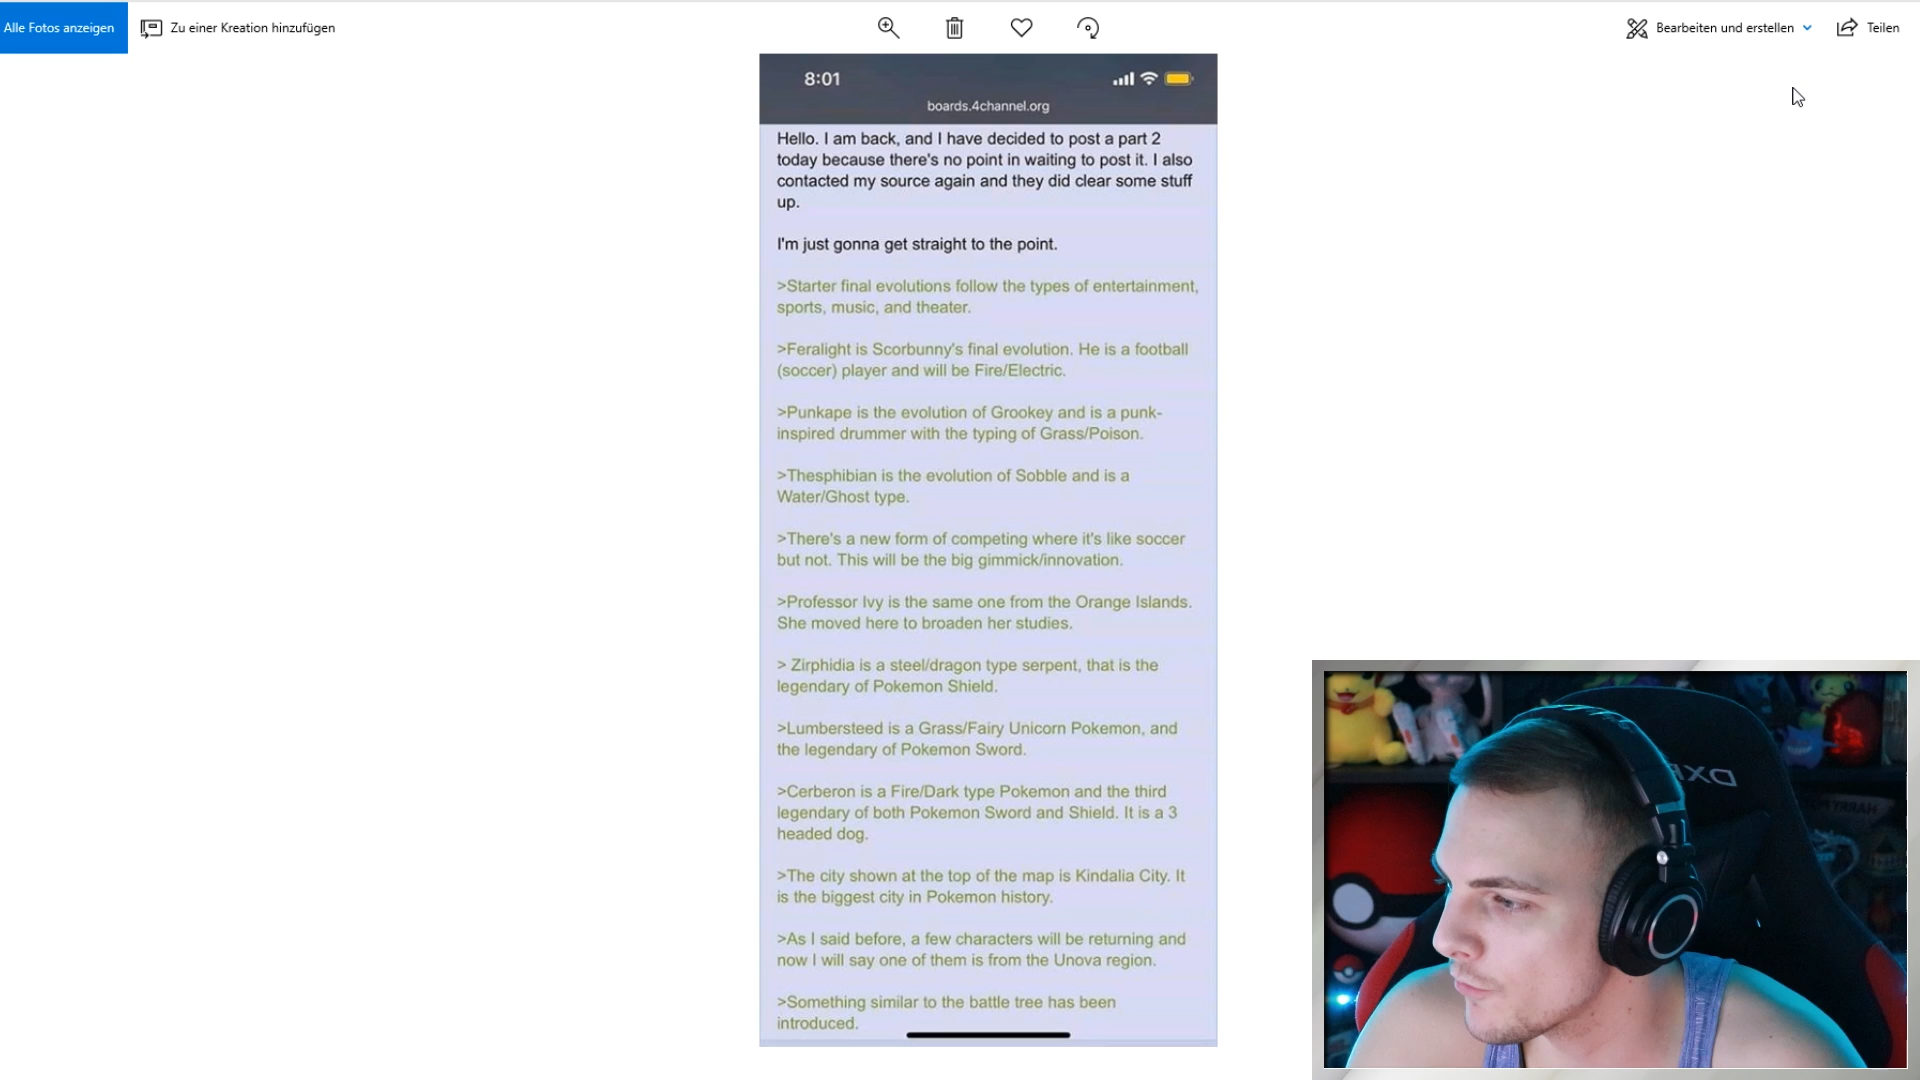 Alle Fotos anzeigen
Zu einer Kreation hinzufügen
Bearbeiten und erstellen
Teilen
8:01
boards.4channel.org
Hello. I am back, and I have decided to post a part 2
today because there's no point in waiting to post it. I also
contacted my source again and they did clear some stuff
up.
I'm just gonna get straight to the point.
>Starter final evolutions follow the types of entertainment,
sports, music, and theater.
>Feralight is Scorbunny's final evolution. He is a football
(soccer) player and will be Fire/Electric.
>Punkape is the evolution of Grookey and is a punk-
inspired drummer with the typing of Grass/Poison.
>Thesphibian is the evolution of Sobble and is a
Water/Ghost type.
>There's a new form of competing where it's like soccer
but not. This will be the big gimmick/innovation.
>Professor Ivy is the same one from the Orange Islands.
She moved here to broaden her studies.
> Zirphidia is a steel/dragon type serpent, that is the
legendary of Pokemon Shield.
>Lumbersteed is a Grass/Fairy Unicorn Pokemon, and
the legendary of Pokemon Sword.
>Cerberon is a Fire/Dark type Pokemon and the third
legendary of both Pokemon Sword and Shield. It is a 3
headed dog.
>The city shown at the top of the map is Kindalia City. It
is the biggest city in Pokemon history.
>As I said before, a few characters will be returning and
now I will say one of them is from the Unova region.
>Something similar to the battle tree has been
introduced.
DX
HARRY